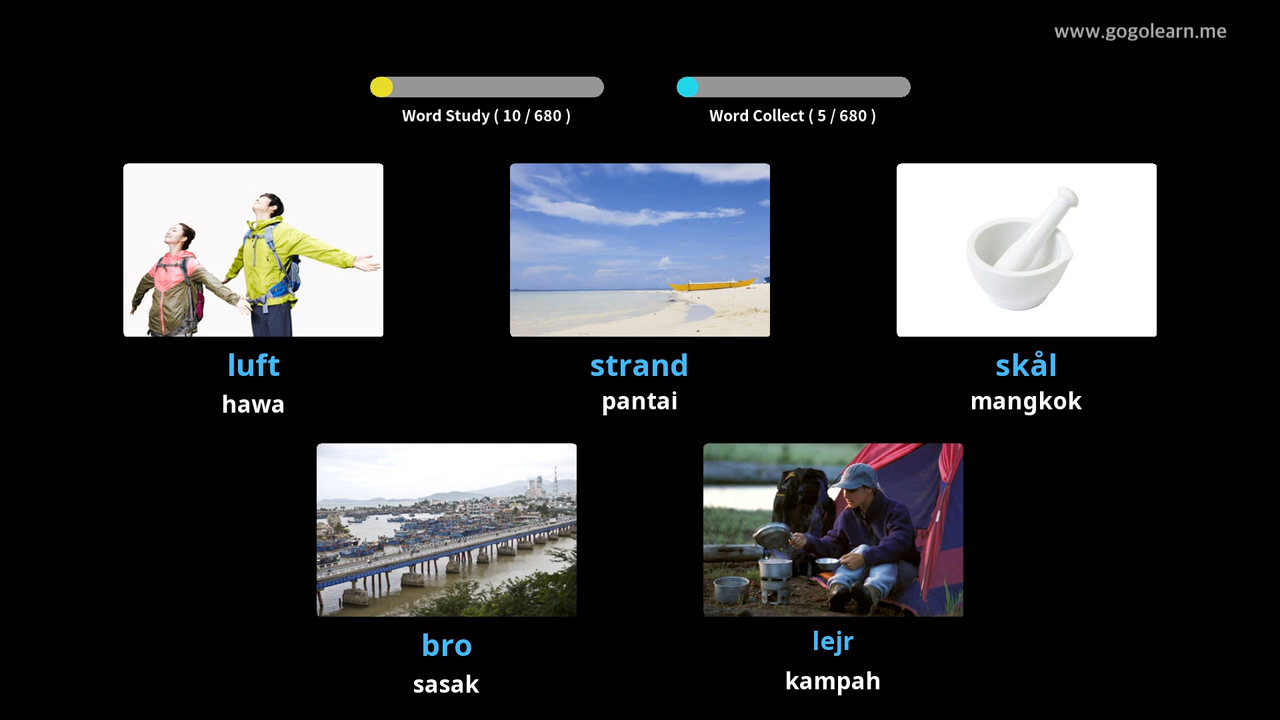 www.gogolearn.me
Word Study ( 10 / 680 )
Word Collect ( 5 / 680 )
luft
hawa
strand
pantai
skål
mangkok
bro
sasak
lejr
kampah